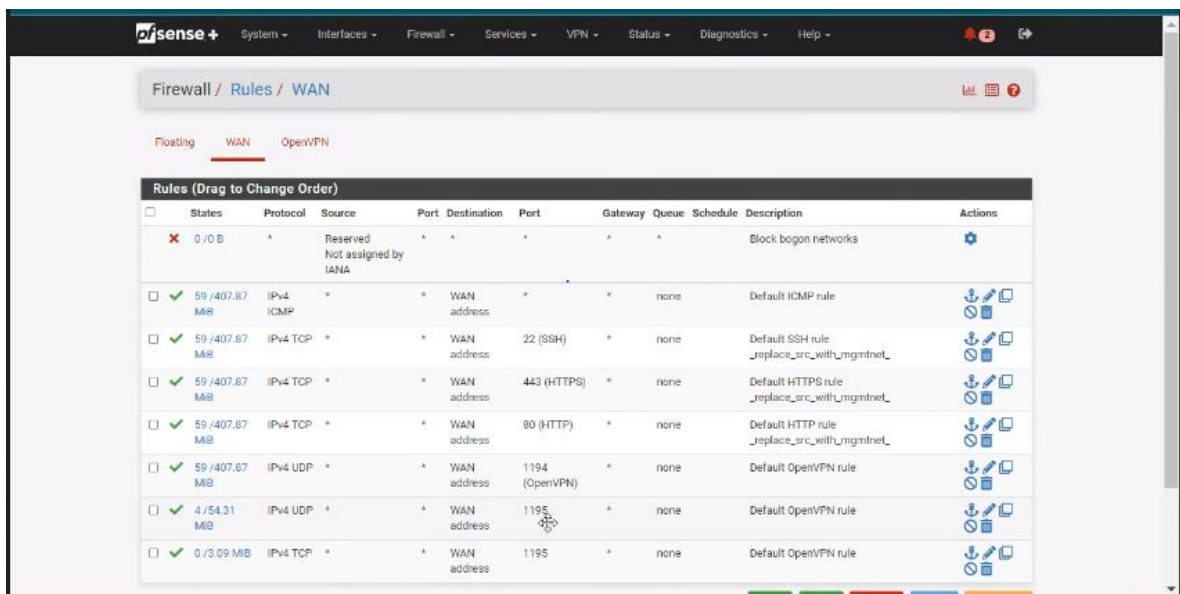 pfsense+ System Interfaces Firewall Services VPN Status Diagnostics Help 2
Firewall / Rules / WAN
Floating WAN OpenVPN
Rules (Drag to Change Order)
States Protocol Source Port Destination Port Gateway Queue Schedule Description Actions
0 /0 B * Reserved * * * * * Block bogon networks
Not assigned by
IANA
59 /407.87 IPv4 * * WAN * * none Default ICMP rule
MiB ICMP address
59 /407.87 IPv4 TCP * * WAN 22 (SSH) * none Default SSH rule
MiB address _replace_src_with_mgmtnet_
59 /407.87 IPv4 TCP * * WAN 443 (HTTPS) * none Default HTTPS rule
MiB address _replace_src_with_mgmtnet_
59 /407.87 IPv4 TCP * * WAN 80 (HTTP) * none Default HTTP rule
MiB address _replace_src_with_mgmtnet_
59 /407.87 IPv4 UDP * * WAN 1194 * none Default OpenVPN rule
MiB address (OpenVPN)
4 /54.31 IPv4 UDP * * WAN 1195 * none Default OpenVPN rule
MiB address
0 /3.09 MiB IPv4 TCP * * WAN 1195 * none Default OpenVPN rule
address